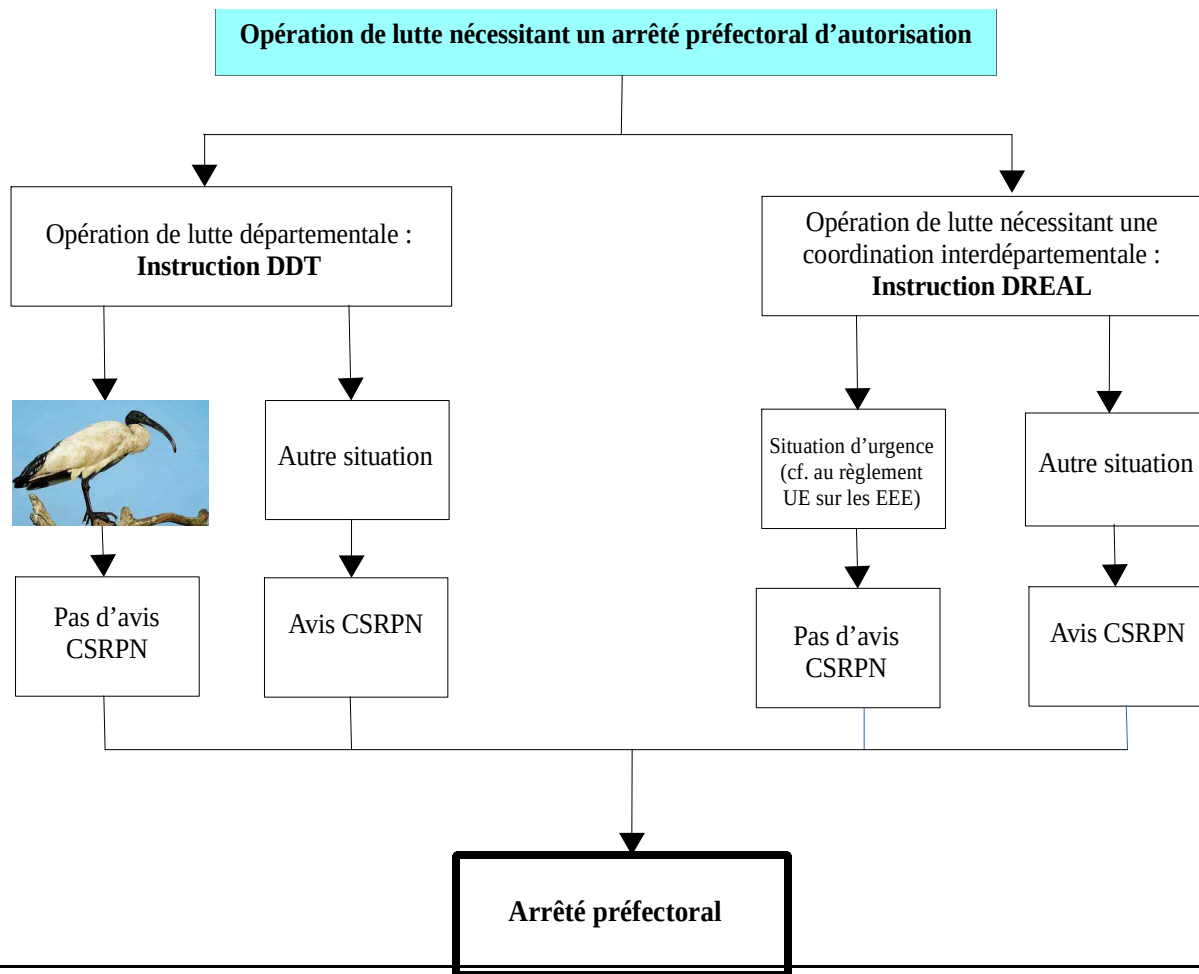 Opération de lutte nécessitant un arrêté préfectoral d’autorisation
Opération de lutte départementale :
Instruction DDT
Opération de lutte nécessitant une
coordination interdépartementale :
Instruction DREAL
Autre situation
Situation d’urgence
(cf. au règlement
UE sur les EEE)
Autre situation
Pas d’avis
CSRPN
Avis CSRPN
Pas d’avis
CSRPN
Avis CSRPN
Arrêté préfectoral